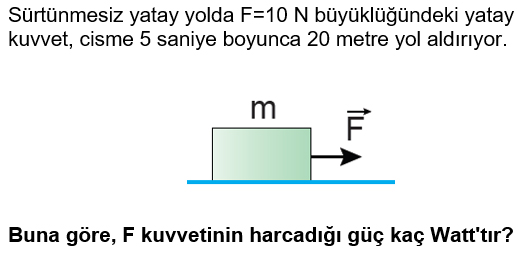 Sürtünmesiz yatay yolda F=10 N büyüklüğündeki yatay
kuvvet, cisme 5 saniye boyunca 20 metre yol aldırıyor.
m
F
Buna göre, F kuvvetinin harcadığı güç kaç Watt'tır?